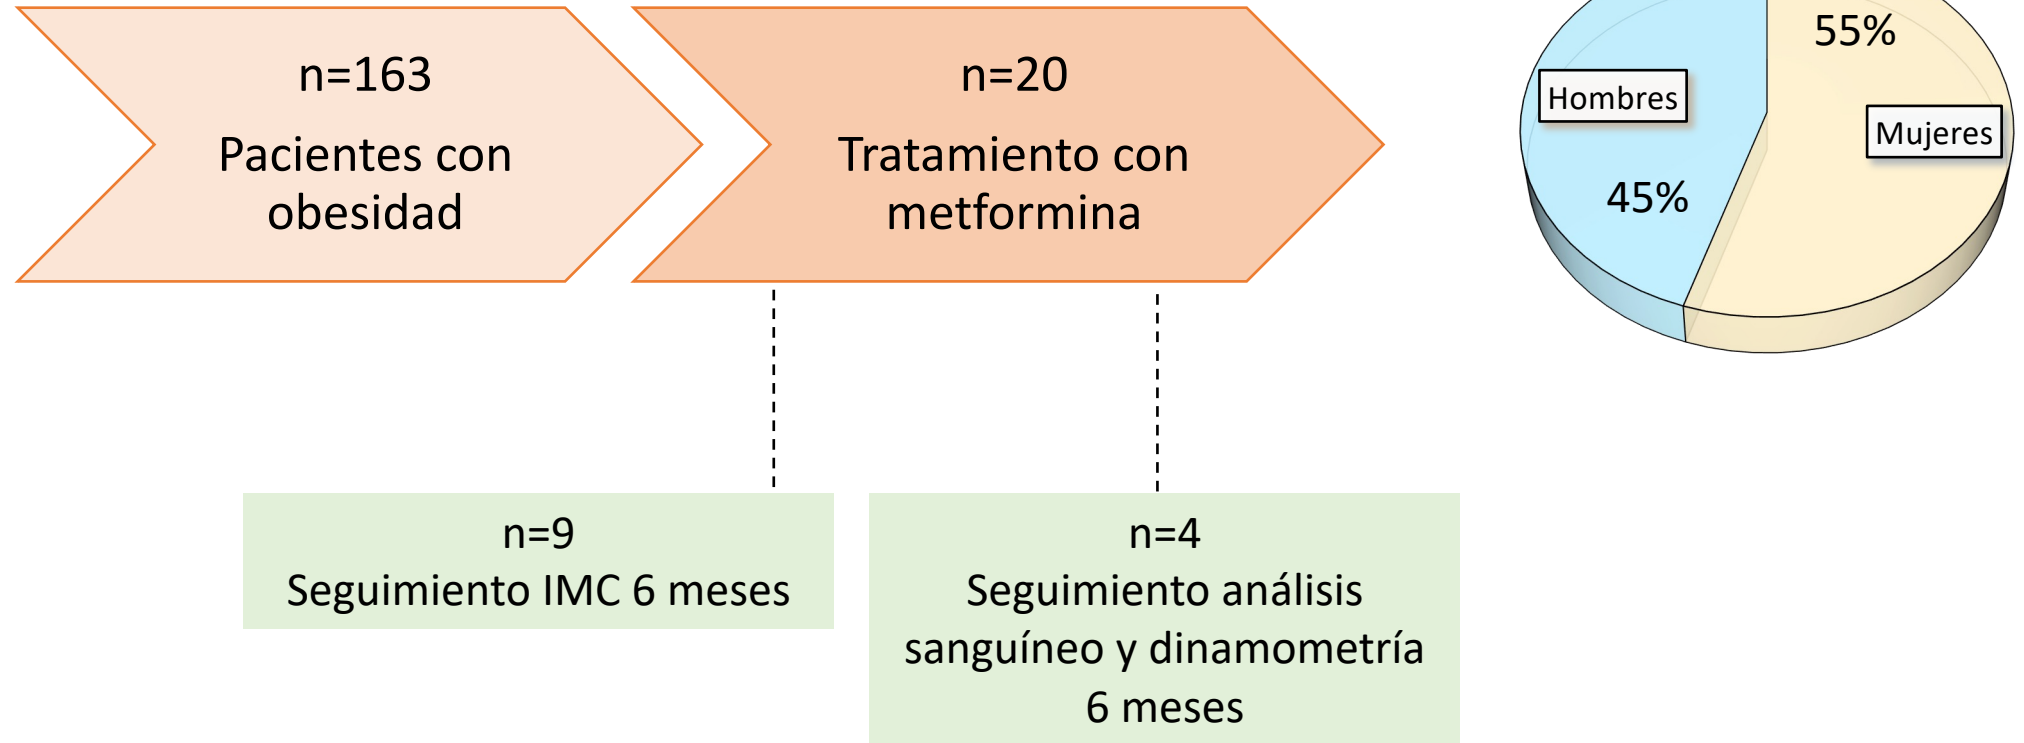 n=163
Pacientes con
obesidad
n=20
Tratamiento con
metformina
55%
Hombres
Mujeres
45%
n=9
Seguimiento IMC 6 meses
n=4
Seguimiento análisis
sanguíneo y dinamometría
6 meses